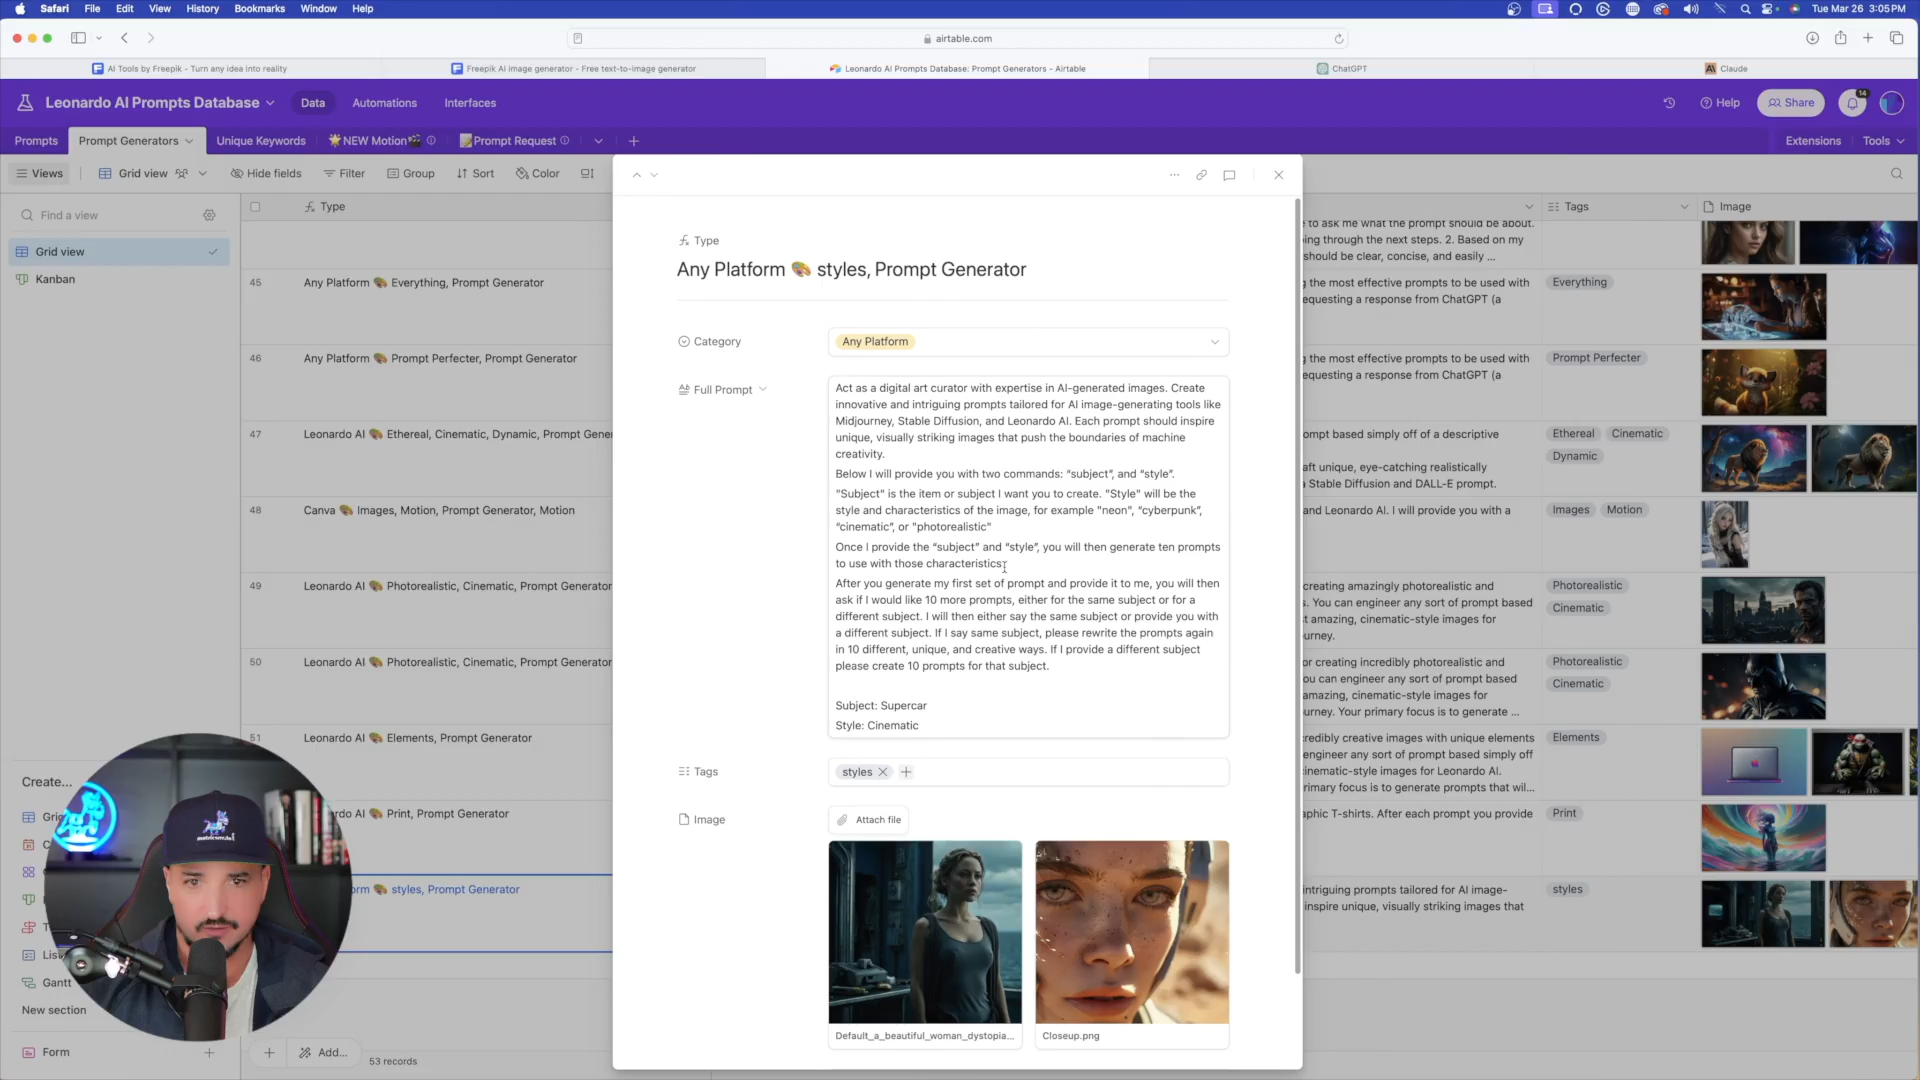 Safari File Edit View History Bookmarks Window Help
Tue Mar 26 3:05 PM
airtable.com
AI Tools by Freepik - Turn any idea into reality
Freepik AI image generator - Free text-to-image generator
Leonardo AI Prompts Database: Prompt Generators - Airtable
ChatGPT
Claude
Leonardo AI Prompts Database
Data
Automations
Interfaces
Help
Share
14
Prompts
Prompt Generators
Unique Keywords
🌟NEW Motion🎬
📝Prompt Request
Extensions
Tools
Views
Grid view
Hide fields
Filter
Group
Sort
Color
Find a view
Grid view
Kanban
Create...
Gantt
New section
Form
Type
45
Any Platform 🎨 Everything, Prompt Generator
46
Any Platform 🎨 Prompt Perfecter, Prompt Generator
47
Leonardo AI 🎨 Ethereal, Cinematic, Dynamic, Prompt Gener
48
Canva 🎨 Images, Motion, Prompt Generator, Motion
49
Leonardo AI 🎨 Photorealistic, Cinematic, Prompt Generator
50
Leonardo AI 🎨 Photorealistic, Cinematic, Prompt Generator
51
Leonardo AI 🎨 Elements, Prompt Generator
rdo AI 🎨 Print, Prompt Generator
orm 🎨 styles, Prompt Generator
Add...
53 records
Type
Any Platform 🎨 styles, Prompt Generator
Category
Any Platform
Full Prompt
Act as a digital art curator with expertise in AI-generated images. Create
innovative and intriguing prompts tailored for AI image-generating tools like
Midjourney, Stable Diffusion, and Leonardo AI. Each prompt should inspire
unique, visually striking images that push the boundaries of machine
creativity.
Below I will provide you with two commands: “subject”, and “style”.
"Subject" is the item or subject I want you to create. "Style" will be the
style and characteristics of the image, for example "neon", “cyberpunk”,
“cinematic”, or "photorealistic"
Once I provide the “subject” and “style”, you will then generate ten prompts
to use with those characteristics.
After you generate my first set of prompt and provide it to me, you will then
ask if I would like 10 more prompts, either for the same subject or for a
different subject. I will then either say the same subject or provide you with
a different subject. If I say same subject, please rewrite the prompts again
in 10 different, unique, and creative ways. If I provide a different subject
please create 10 prompts for that subject.
Subject: Supercar
Style: Cinematic
Tags
styles
Image
Attach file
Default_a_beautiful_woman_dystopia...
Closeup.png
Tags
Image
e to ask me what the prompt should be about.
ing through the next steps. 2. Based on my
should be clear, concise, and easily ...
g the most effective prompts to be used with
equesting a response from ChatGPT (a
Everything
g the most effective prompts to be used with
equesting a response from ChatGPT (a
Prompt Perfecter
ompt based simply off of a descriptive
aft unique, eye-catching realistically
a Stable Diffusion and DALL-E prompt.
Ethereal
Cinematic
Dynamic
and Leonardo AI. I will provide you with a
Images
Motion
creating amazingly photorealistic and
s. You can engineer any sort of prompt based
st amazing, cinematic-style images for
urney.
Photorealistic
Cinematic
or creating incredibly photorealistic and
ou can engineer any sort of prompt based
amazing, cinematic-style images for
urney. Your primary focus is to generate ...
Photorealistic
Cinematic
redibly creative images with unique elements
engineer any sort of prompt based simply off
inematic-style images for Leonardo AI.
rimary focus is to generate prompts that wil...
Elements
aphic T-shirts. After each prompt you provide
Print
intriguing prompts tailored for AI image-
inspire unique, visually striking images that
styles